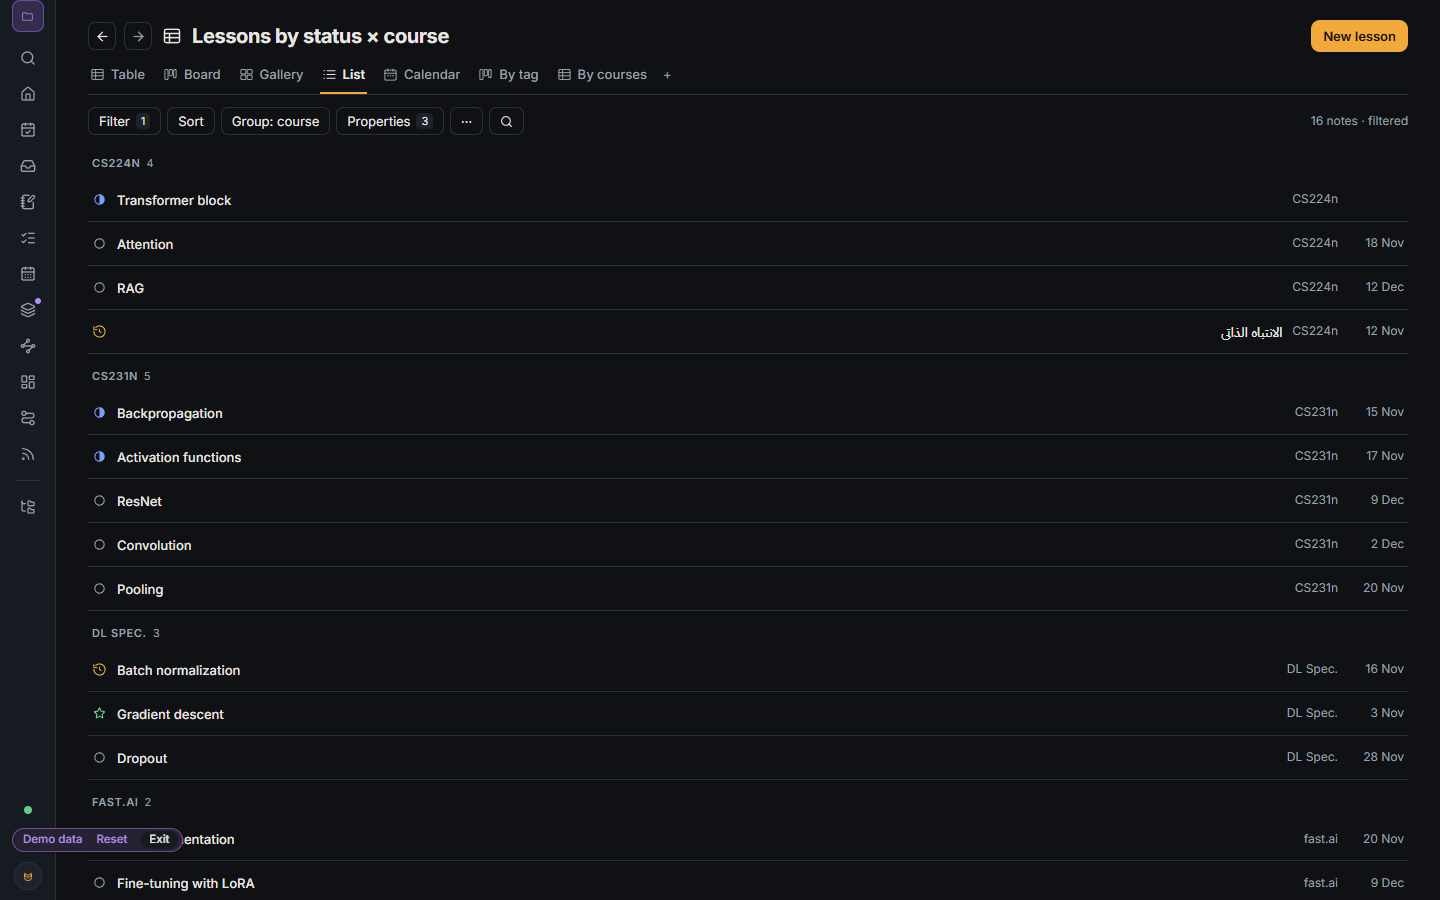 Lessons by status × course
New lesson
Table Board Gallery List Calendar By tag By courses +
Filter 1 Sort Group: course Properties 3 ...
16 notes · filtered
CS224N 4
Transformer block CS224n
Attention CS224n 18 Nov
RAG CS224n 12 Dec
الانتباه الذاتي CS224n 12 Nov
CS231N 5
Backpropagation CS231n 15 Nov
Activation functions CS231n 17 Nov
ResNet CS231n 9 Dec
Convolution CS231n 2 Dec
Pooling CS231n 20 Nov
DL SPEC. 3
Batch normalization DL Spec. 16 Nov
Gradient descent DL Spec. 3 Nov
Dropout DL Spec. 28 Nov
FAST.AI 2
Demo data Reset Exit entation fast.ai 20 Nov
Fine-tuning with LoRA fast.ai 9 Dec